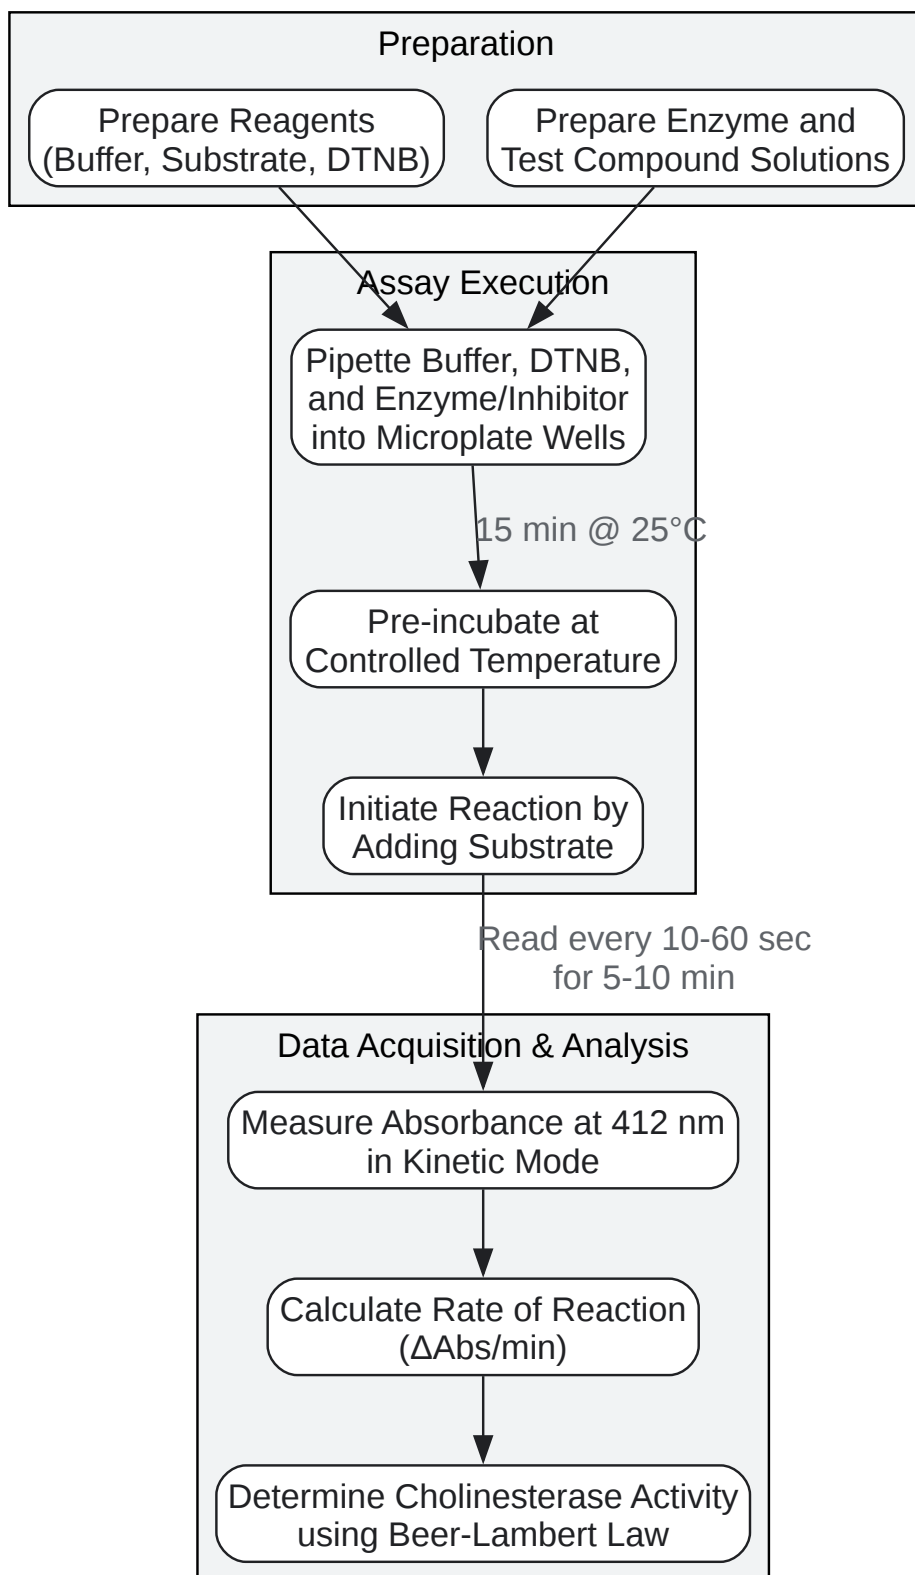 Preparation
Prepare Reagents
(Buffer, Substrate, DTNB)
Prepare Enzyme and
Test Compound Solutions
Assay Execution
Pipette Buffer, DTNB,
and Enzyme/Inhibitor
into Microplate Wells
15 min @ 25°C
Pre-incubate at
Controlled Temperature
Initiate Reaction by
Adding Substrate
Read every 10-60 sec
for 5-10 min
Data Acquisition & Analysis
Measure Absorbance at 412 nm
in Kinetic Mode
Calculate Rate of Reaction
(ΔAbs/min)
Determine Cholinesterase Activity
using Beer-Lambert Law